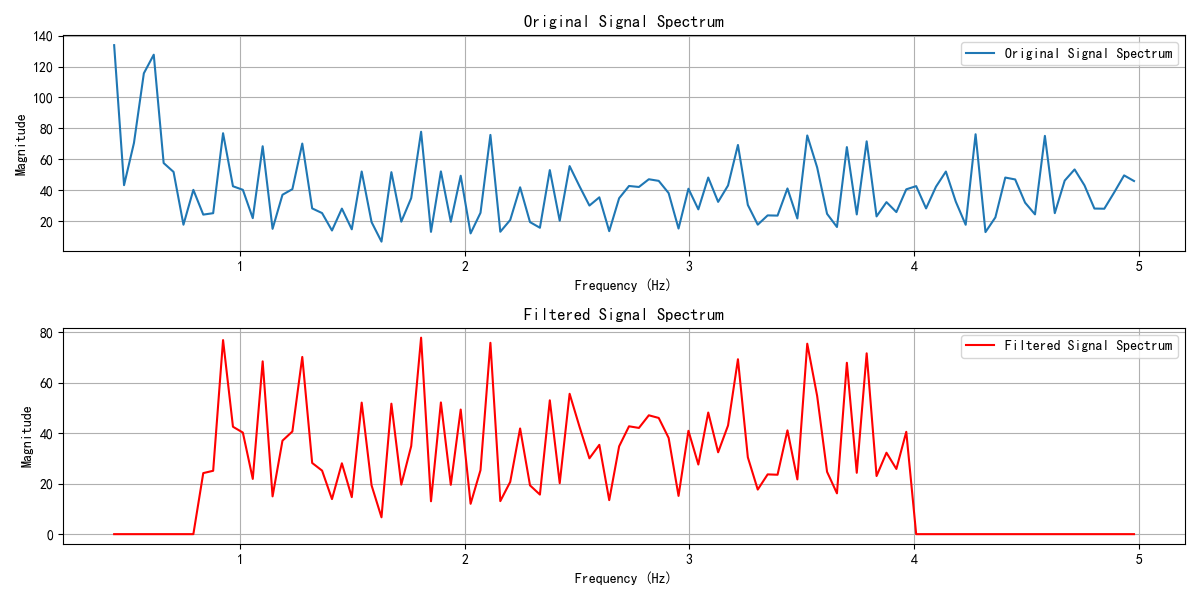 Original Signal Spectrum
140
120
100
80
60
40
20
Magnitude
Original Signal Spectrum
1
2
3
4
5
Frequency (Hz)
Filtered Signal Spectrum
80
60
40
20
0
Magnitude
Filtered Signal Spectrum
1
2
3
4
5
Frequency (Hz)